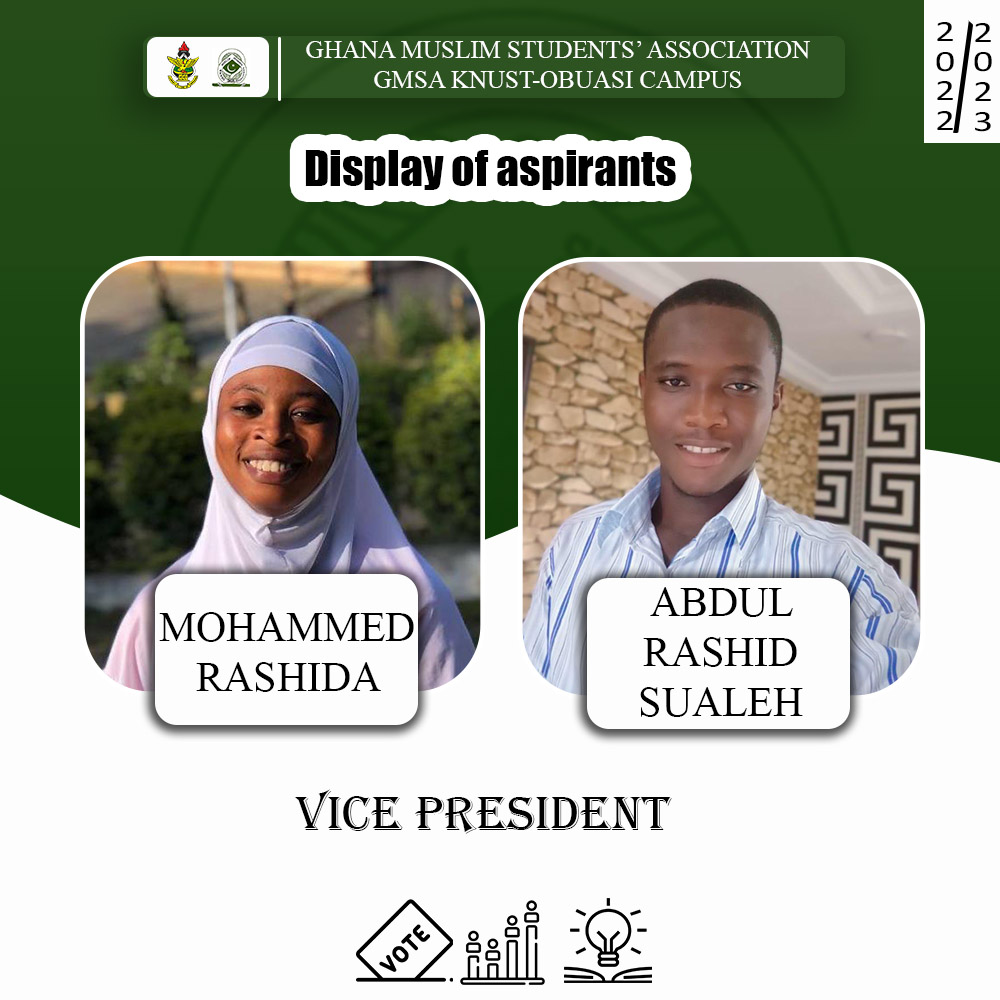 GHANA MUSLIM STUDENTS’ ASSOCIATION
GMSA KNUST-OBUASI CAMPUS
2022/2023
Display of aspirants
MOHAMMED
RASHIDA
ABDUL
RASHID
SUALEH
VICE PRESIDENT
VOTE